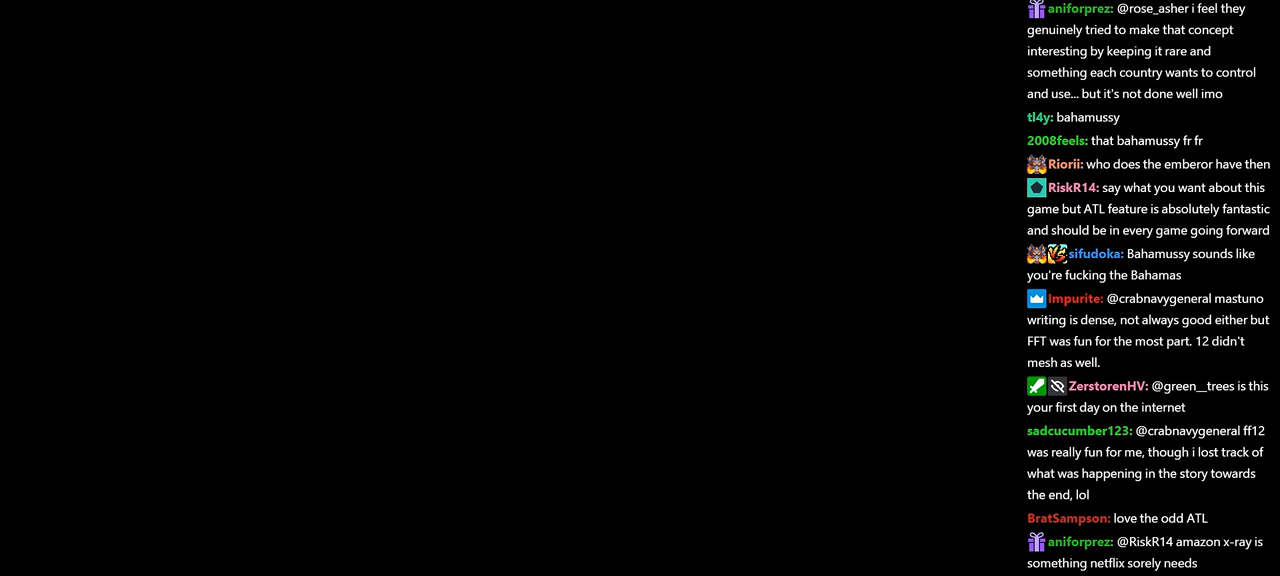 aniforprez: @rose_asher i feel they
genuinely tried to make that concept
interesting by keeping it rare and
something each country wants to control
and use... but it's not done well imo
tl4y: bahamussy
2008feels: that bahamussy fr fr
Riorii: who does the emberor have then
RiskR14: say what you want about this
game but ATL feature is absolutely fantastic
and should be in every game going forward
sifudoka: Bahamussy sounds like
you're fucking the Bahamas
Impurite: @crabnavygeneral mastuno
writing is dense, not always good either but
FFT was fun for the most part. 12 didn't
mesh as well.
ZerstorenHV: @green__trees is this
your first day on the internet
sadcucumber123: @crabnavygeneral ff12
was really fun for me, though i lost track of
what was happening in the story towards
the end, lol
BratSampson: love the odd ATL
aniforprez: @RiskR14 amazon x-ray is
something netflix sorely needs